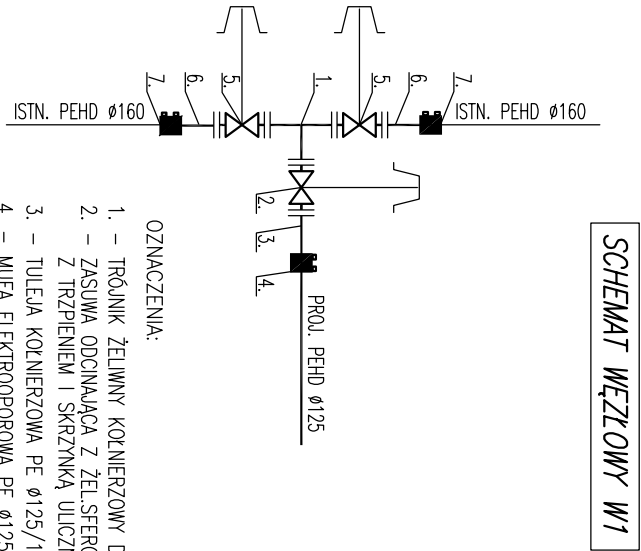 SCHEMAT WĘZŁOWY W1
ISTN. PEHD ø160
7.
6.
5.
1.
5.
6.
7.
ISTN. PEHD ø160
2.
3.
4.
PROJ. PEHD ø125
OZNACZENIA:
1. – TRÓJNIK ŻELIWNY KOŁNIERZOWY
2. – ZASUWA ODCINAJĄCA Z ŻEL.SFERO
Z TRZPIENIEM I SKRZYNKĄ
3. – TULEJA KOŁNIERZOWA PE ø125/1
4. – MUFA ELEKTROOPOROWA PE ø125